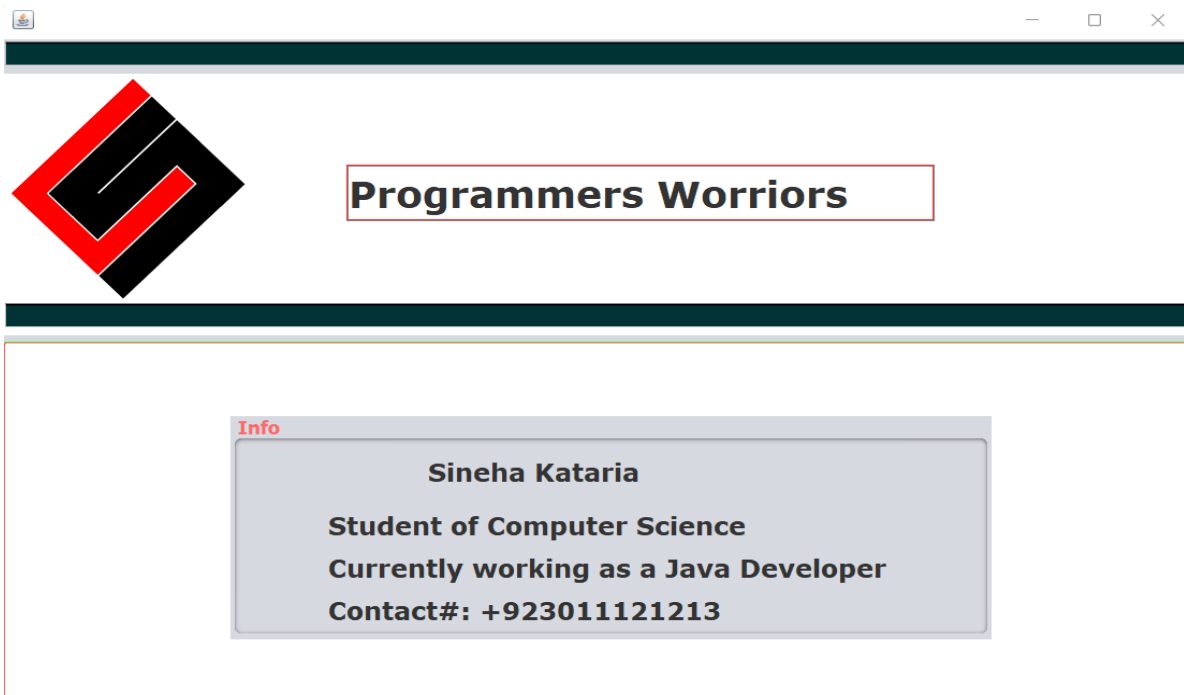 Programmers Worriors
Info
Sineha Kataria
Student of Computer Science
Currently working as a Java Developer
Contact#: +923011121213